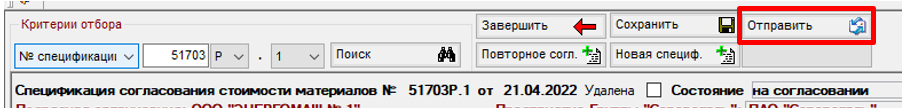 Критерии отбора
Завершить Сохранить Отправить
№ спецификаци 51703 Р . 1 Поиск Повторное согл. Новая специф.
Спецификация согласования стоимости материалов № 51703Р.1 от 21.04.2022 Удалена Состояние на согласовании